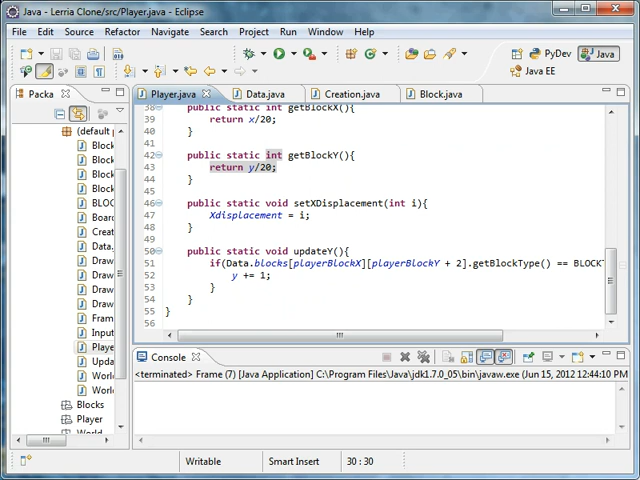 Java - Lerria Clone/src/Player.java - Eclipse
File Edit Source Refactor Navigate Search Project Run Window Help
PyDev Java
Java EE
Packa Player.java Data.java Creation.java Block.java
(default p
Block
Block
Block
Block
BLOC
Board
Creat
Data.
Draw
Draw
Draw
Draw
Fram
Input
Playe
Upda
World
World
Blocks
Player
World
38 public static int getBlockX(){
39 return x/20;
40 }
41
42 public static int getBlockY(){
43 return y/20;
44 }
45
46 public static void setXDisplacement(int i){
47 Xdisplacement = i;
48 }
49
50 public static void updateY(){
51 if(Data.blocks[playerBlockX][playerBlockY + 2].getBlockType() == BLOCKT
52 y += 1;
53 }
54 }
55 }
56
Console
<terminated> Frame (7) [Java Application] C:\Program Files\Java\jdk1.7.0_05\bin\javaw.exe (Jun 15, 2012 12:44:10 PM)
Writable Smart Insert 30 : 30